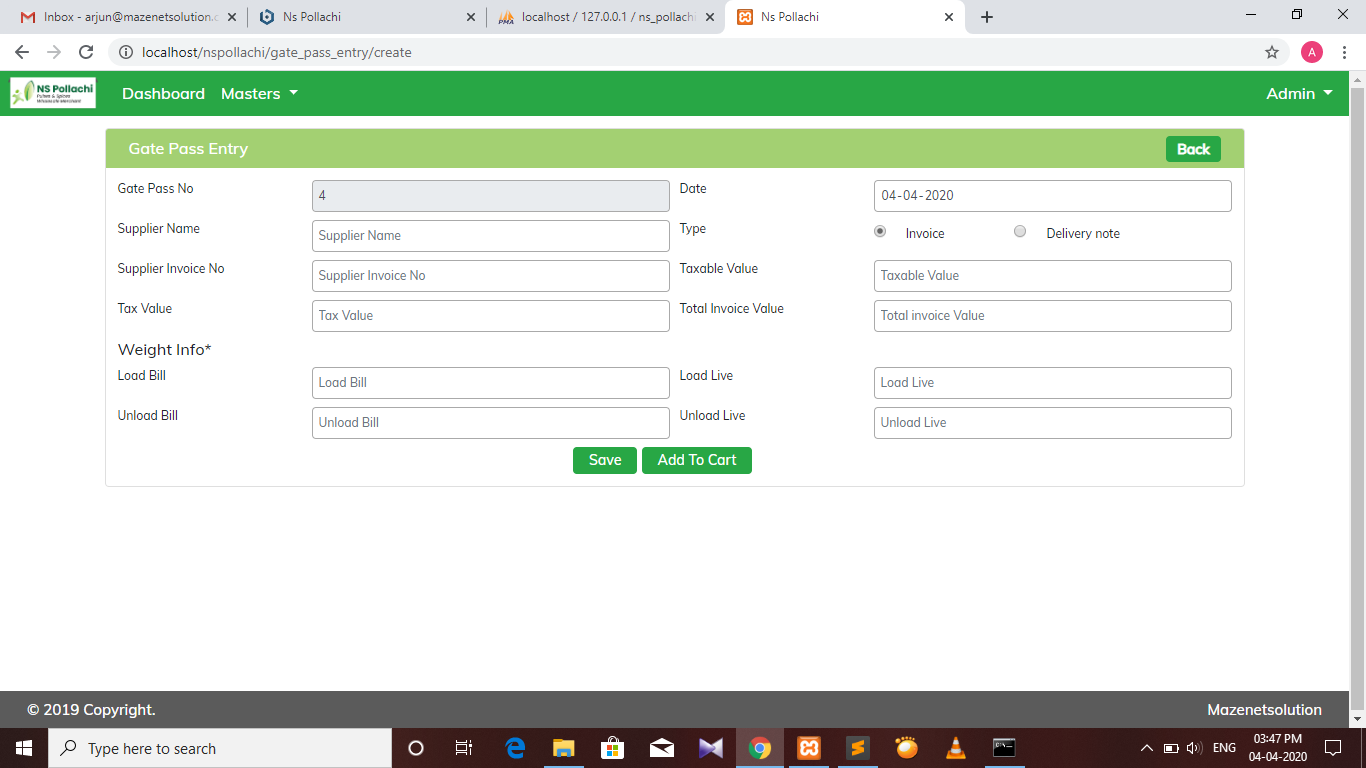 Inbox - arjun@mazenetsolution.c
Ns Pollachi
localhost / 127.0.0.1 / ns_pollachi
Ns Pollachi
localhost/nspollachi/gate_pass_entry/create
A
NS Pollachi
Pulses & Spices
Wholesale Merchant
Dashboard
Masters
Admin
Gate Pass Entry
Back
Gate Pass No
4
Date
04-04-2020
Supplier Name
Supplier Name
Type
Invoice
Delivery note
Supplier Invoice No
Supplier Invoice No
Taxable Value
Taxable Value
Tax Value
Tax Value
Total Invoice Value
Total invoice Value
Weight Info*
Load Bill
Load Bill
Load Live
Load Live
Unload Bill
Unload Bill
Unload Live
Unload Live
Save
Add To Cart
© 2019 Copyright.
Mazenetsolution
Type here to search
ENG
03:47 PM
04-04-2020